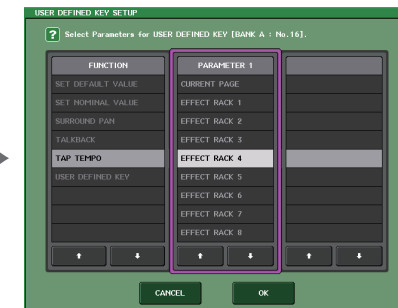 USER DEFINED KEY SETUP
? Select Parameters for USER DEFINED KEY [BANK A : No.16].
FUNCTION
SET DEFAULT VALUE
SET NOMINAL VALUE
SURROUND PAN
TALKBACK
TAP TEMPO
USER DEFINED KEY
PARAMETER 1
CURRENT PAGE
EFFECT RACK 1
EFFECT RACK 2
EFFECT RACK 3
EFFECT RACK 4
EFFECT RACK 5
EFFECT RACK 6
EFFECT RACK 7
EFFECT RACK 8
CANCEL
OK